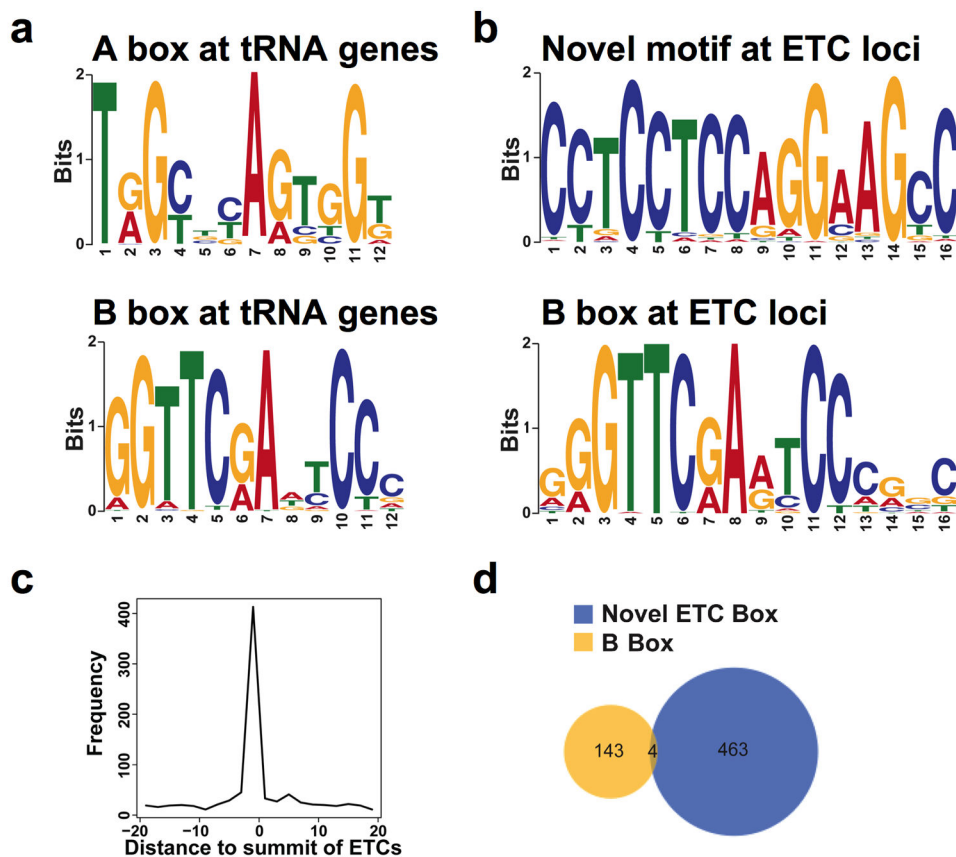 a
A box at tRNA genes
2
1
0
Bits
T G G C T C A G T G G T
A T C T A C T G
G G G C A
1 2 3 4 5 6 7 8 9 10 11 12
b
Novel motif at ETC loci
2
1
0
Bits
C C T C C T C C A G G A A G C C
1 2 3 4 5 6 7 8 9 10 11 12 13 14 15 16
B box at tRNA genes
2
1
0
Bits
G G T T C G A A T C C C
1 2 3 4 5 6 7 8 9 10 11 12
B box at ETC loci
2
1
0
Bits
G G G T T C G A A T C C C G C
1 2 3 4 5 6 7 8 9 10 11 12 13 14 15 16
c
Frequency
400
300
200
100
0
−20 −10 0 10 20
Distance to summit of ETCs
d
Novel ETC Box
B Box
143 4 463